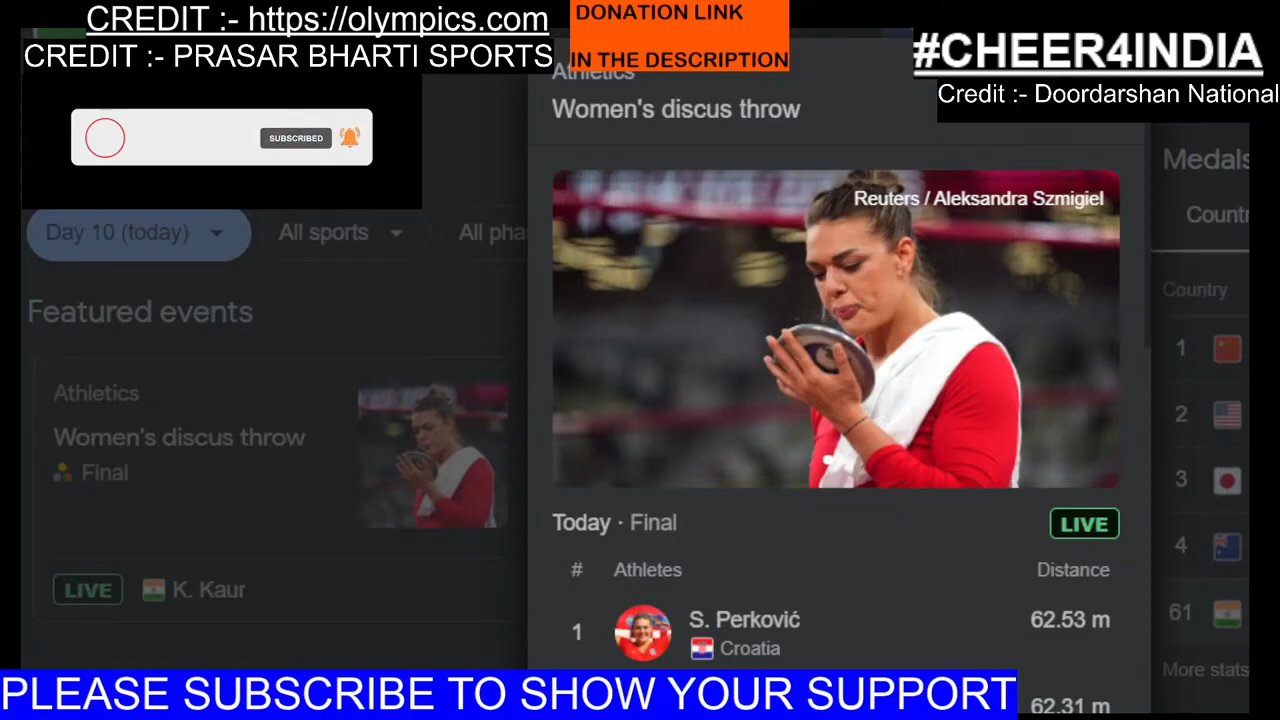 CREDIT :- https://olympics.com
CREDIT :- PRASAR BHARTI SPORTS
DONATION LINK
IN THE DESCRIPTION
#CHEER4INDIA
Credit :- Doordarshan National
SUBSCRIBED
Athletics
Women's discus throw
Reuters / Aleksandra Szmigiel
Day 10 (today)
All sports
All pha
Featured events
Athletics
Women's discus throw
Final
LIVE
K. Kaur
Today · Final
LIVE
# Athletes Distance
1 S. Perković 62.53 m
Croatia
62.31 m
Medals
Countr
Country
1
2
3
4
61
More stats
PLEASE SUBSCRIBE TO SHOW YOUR SUPPORT